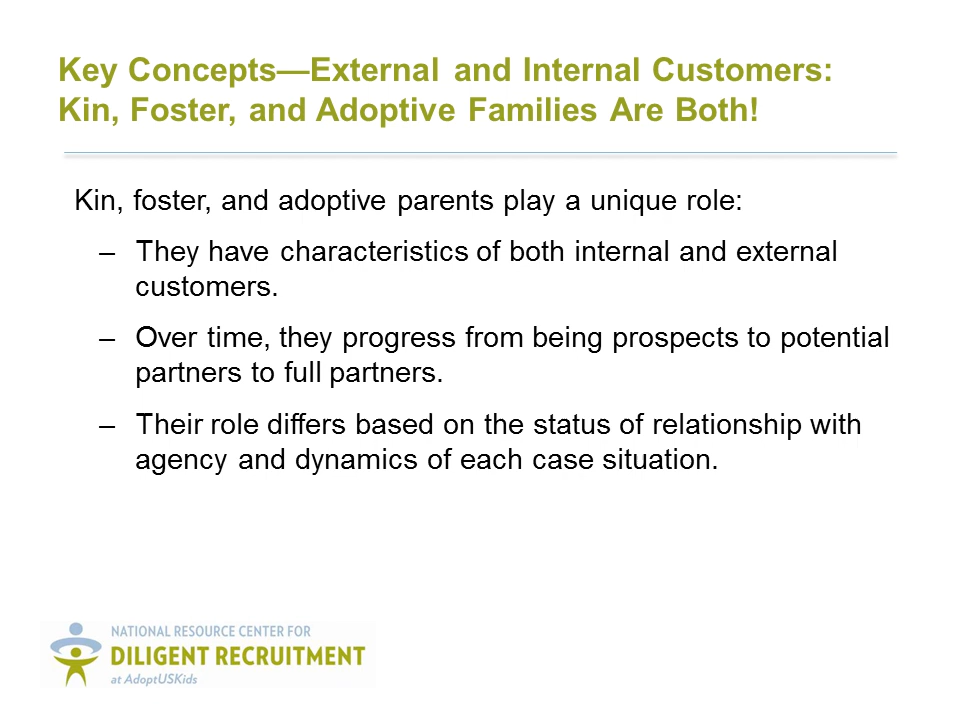 Key Concepts—External and Internal Customers:
Kin, Foster, and Adoptive Families Are Both!
Kin, foster, and adoptive parents play a unique role:
– They have characteristics of both internal and external
customers.
– Over time, they progress from being prospects to potential
partners to full partners.
– Their role differs based on the status of relationship with
agency and dynamics of each case situation.
NATIONAL RESOURCE CENTER FOR
DILIGENT RECRUITMENT
at AdoptUSKids